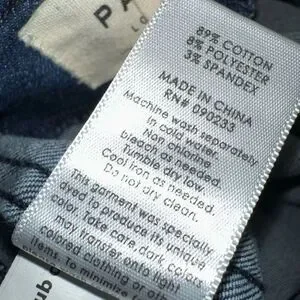 PA
89% COTTON
8% POLYESTER
3% SPANDEX
MADE IN CHINA
RN# 090233
Machine wash separately
in cold water.
Non chlorine
bleach as needed.
Tumble dry low.
Cool iron as needed.
Do not dry clean.
This garment was specially
dyed to produce its unique
color. Take care, dark colors
may transfer onto light
colored clothing or
items. To minimize